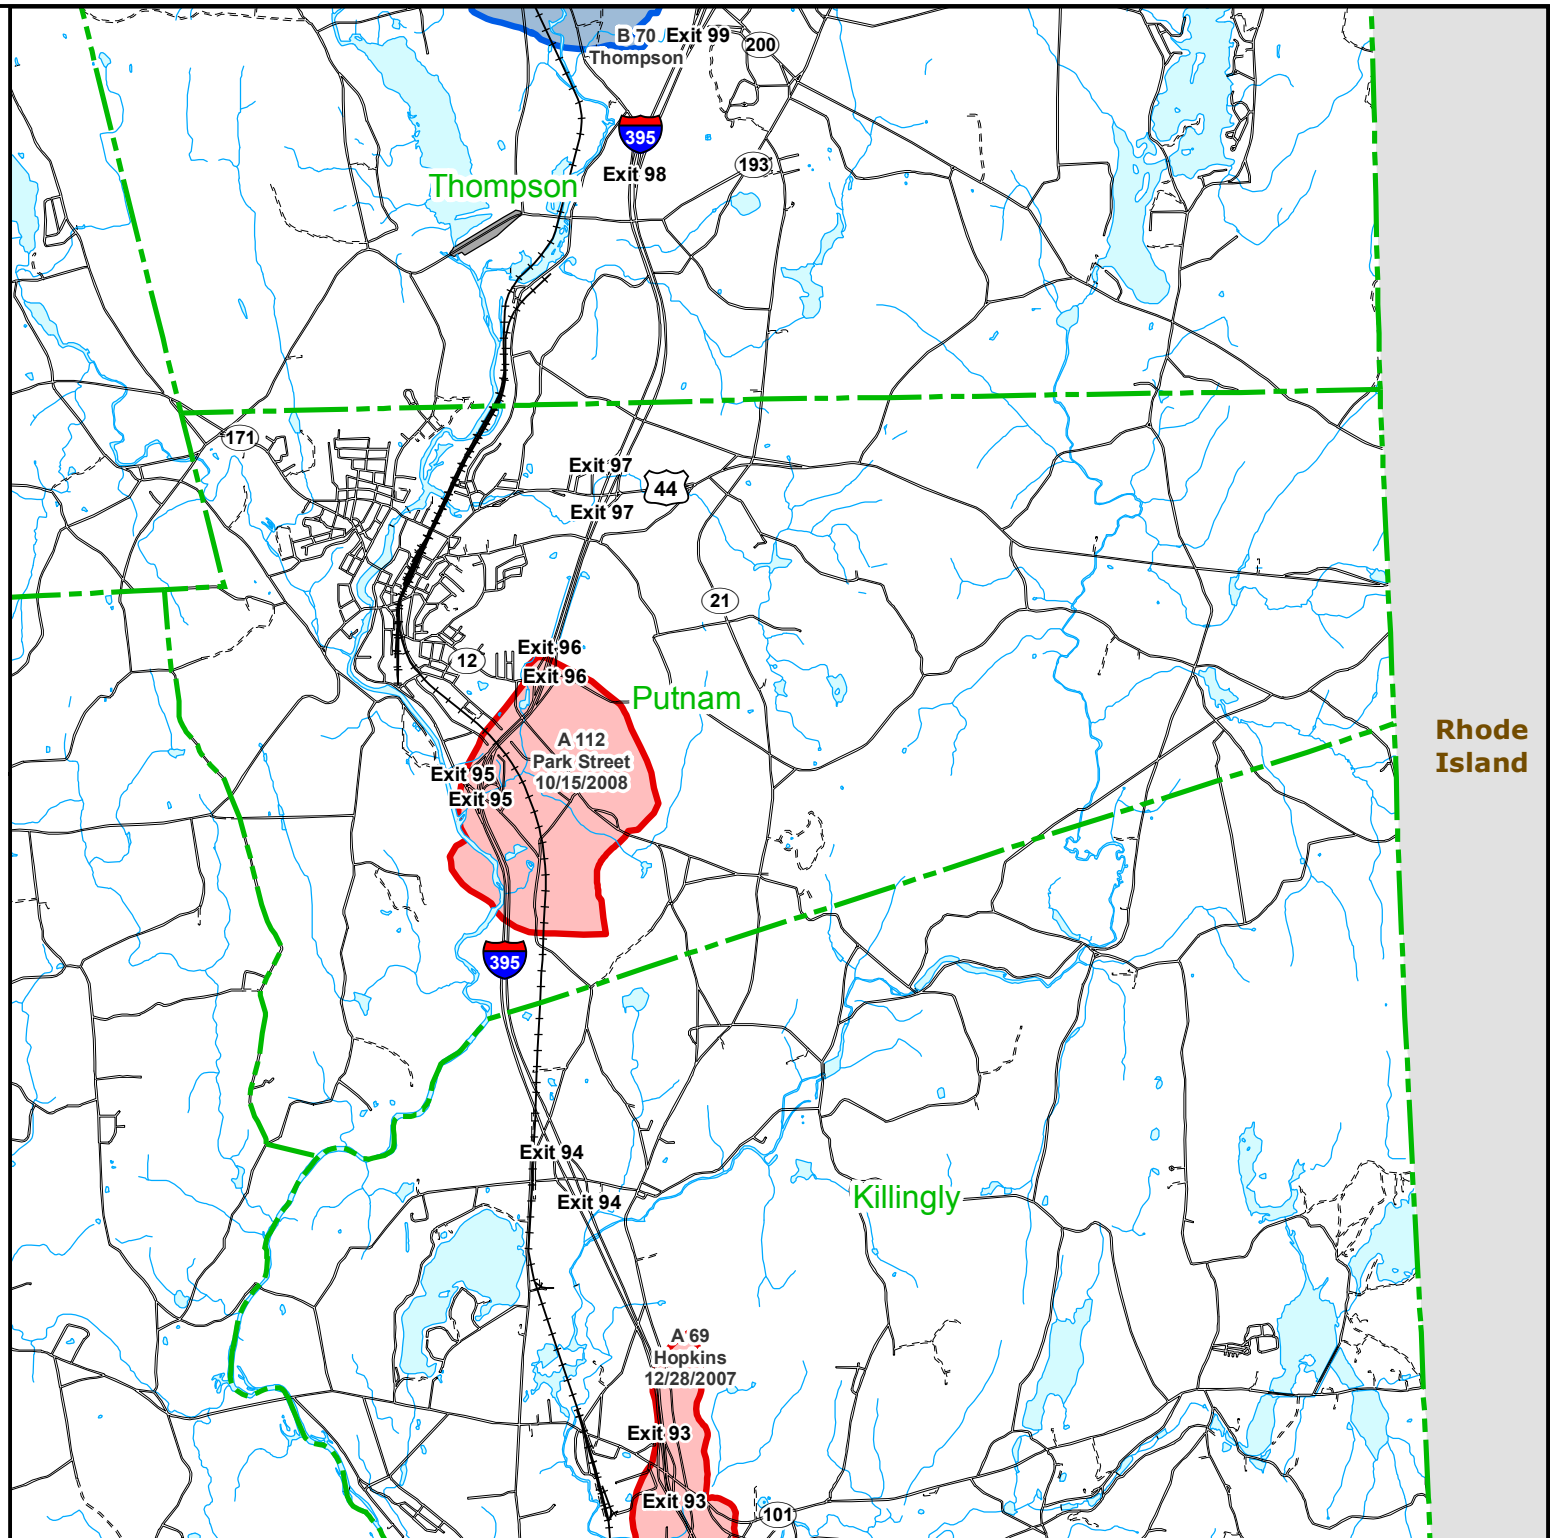 B 70
Thompson
Exit 99
200
395
Exit 98
193
Thompson
171
Exit 97
44
Exit 97
21
Exit 96
12
Exit 96
Putnam
A 112
Park Street
10/15/2008
Rhode
Island
Exit 95
Exit 95
395
Exit 94
Exit 94
Killingly
A 69
Hopkins
12/28/2007
Exit 93
Exit 93
101